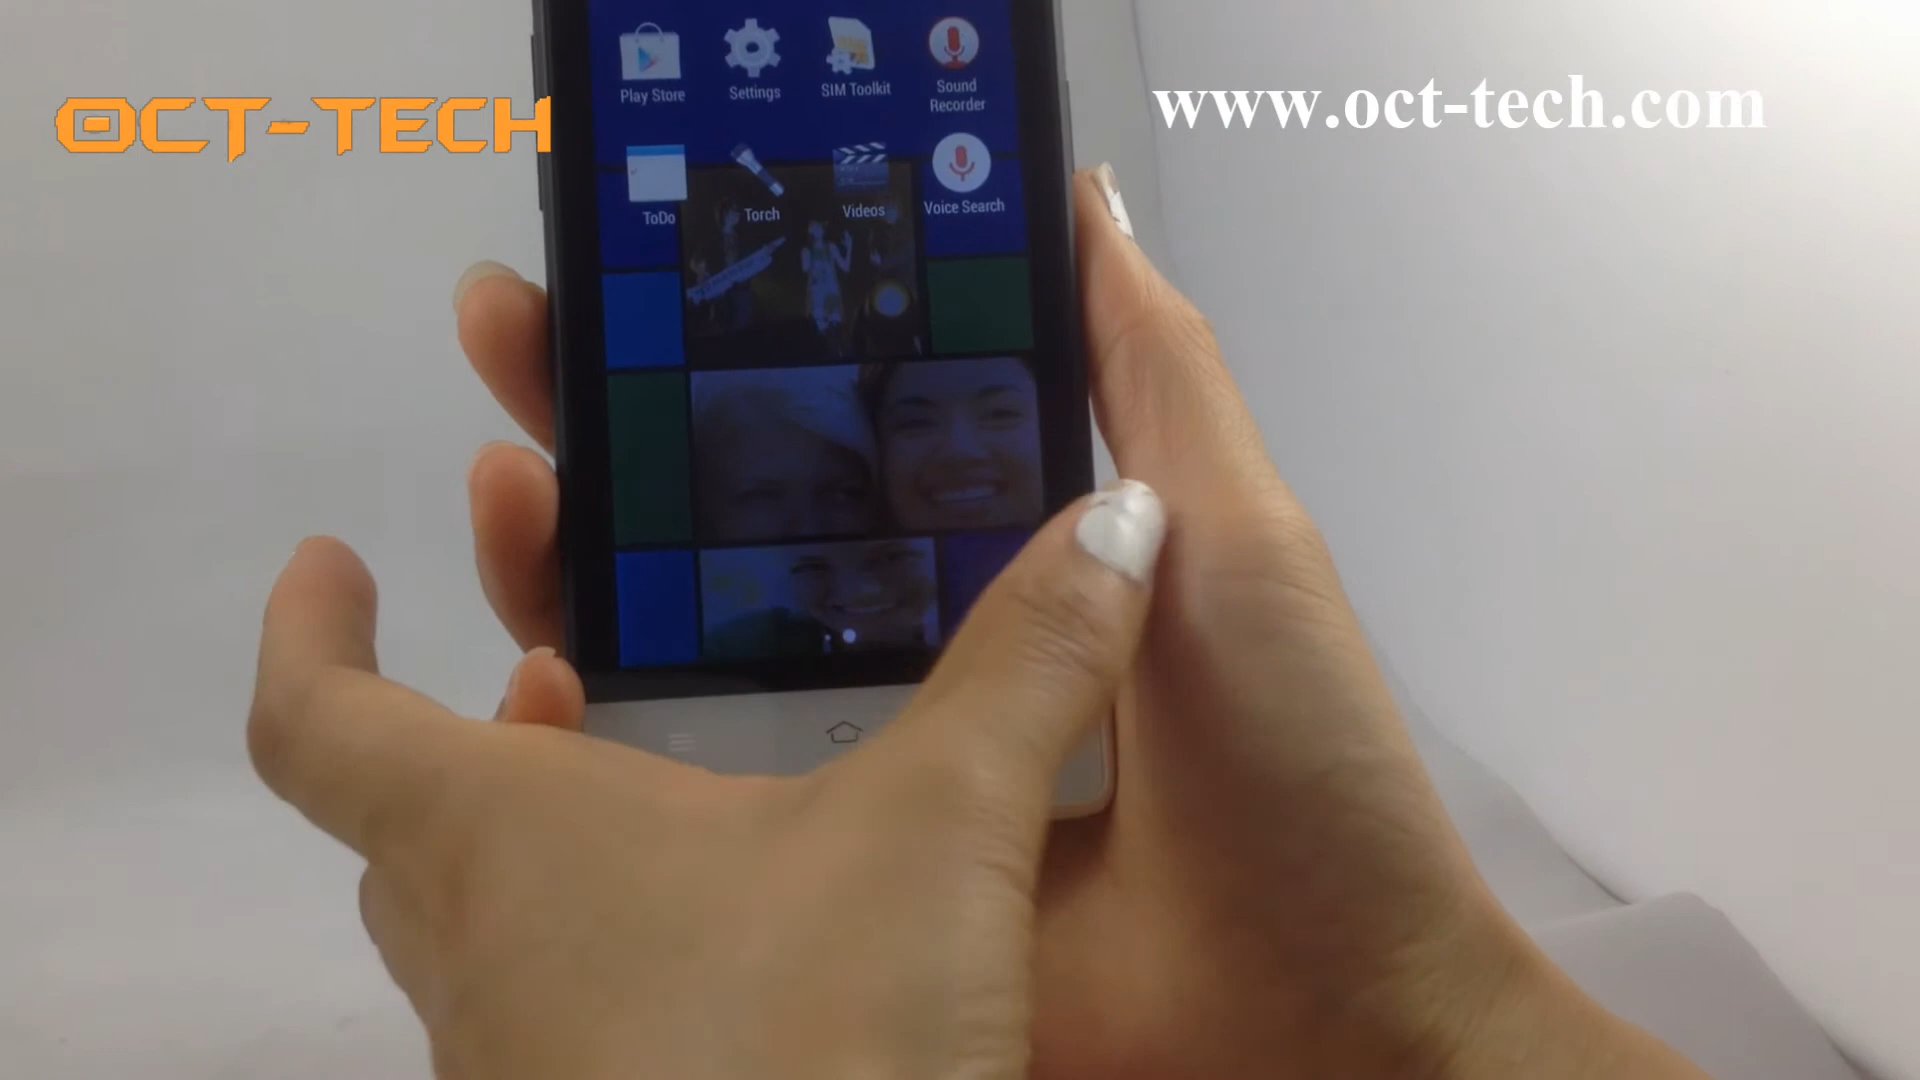 OCT-TECH
www.oct-tech.com
Play Store
Settings
SIM Toolkit
Sound
Recorder
ToDo
Torch
Videos
Voice Search